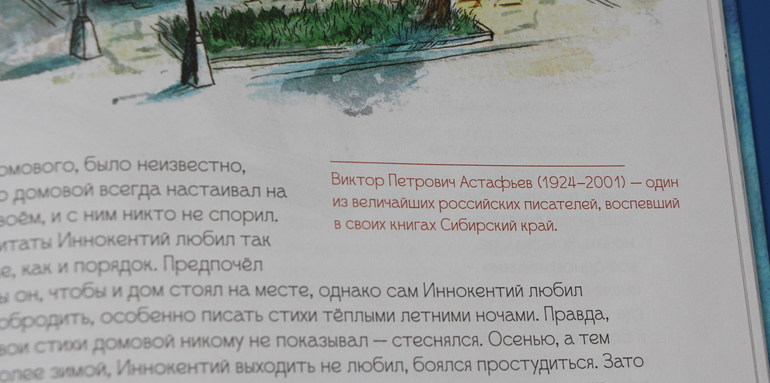 омового, было неизвестно,
о домовой всегда настаивал на
воём, и с ним никто не спорил.
итаты Иннокентий любил так
е, как и порядок. Предпочёл
ы он, чтобы и дом стоял на месте, однако сам Иннокентий любил
обродить, особенно писать стихи тёплыми летними ночами. Правда,
вои стихи домовой никому не показывал — стеснялся. Осенью, а тем
олее зимой, Иннокентий выходить не любил, боялся простудиться. Зато
Виктор Петрович Астафьев (1924–2001) — один
из величайших российских писателей, воспевший
в своих книгах Сибирский край.